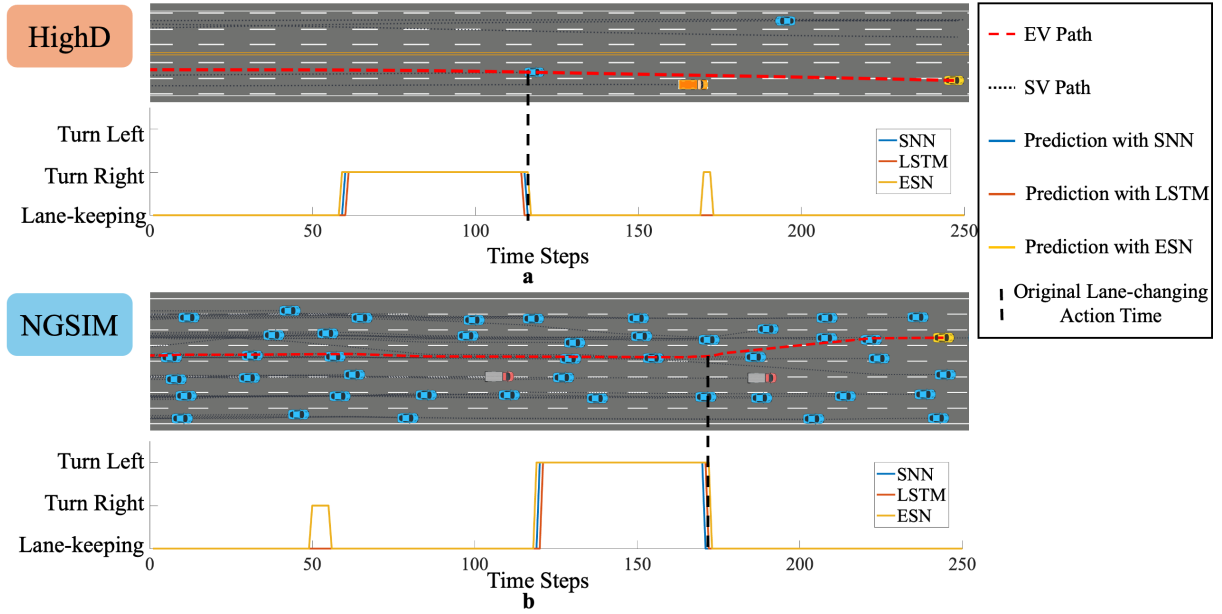 HighD
Turn Left
Turn Right
Lane-keeping
0
50
100
150
200
250
Time Steps
a
SNN
LSTM
ESN
NGSIM
Turn Left
Turn Right
Lane-keeping
0
50
100
150
200
250
Time Steps
b
SNN
LSTM
ESN
EV Path
SV Path
Prediction with SNN
Prediction with LSTM
Prediction with ESN
Original Lane-changing
Action Time